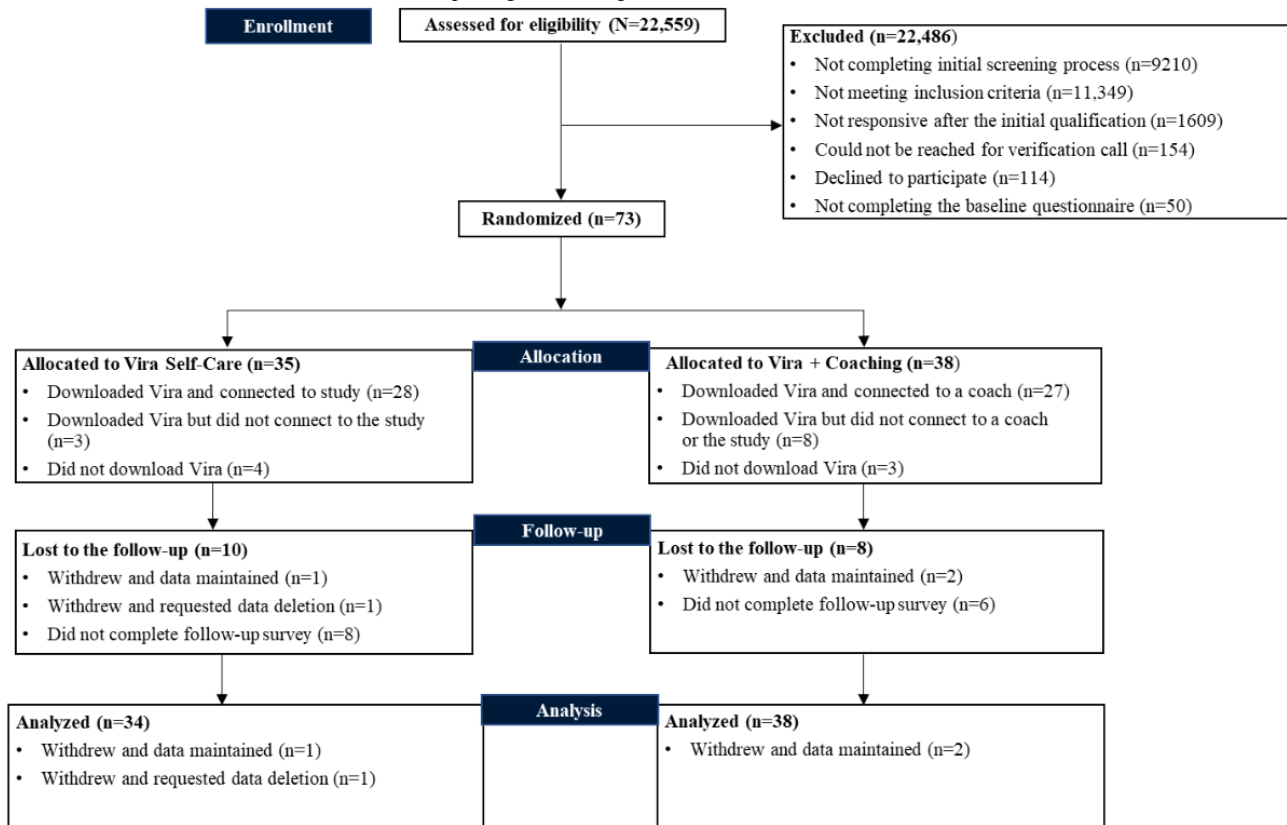 Enrollment
Assessed for eligibility (N=22,559)
Excluded (n=22,486)
• Not completing initial screening process (n=9210)
• Not meeting inclusion criteria (n=11,349)
• Not responsive after the initial qualification (n=1609)
• Could not be reached for verification call (n=154)
• Declined to participate (n=114)
• Not completing the baseline questionnaire (n=50)
Randomized (n=73)
Allocation
Allocated to Vira Self-Care (n=35)
• Downloaded Vira and connected to study (n=28)
• Downloaded Vira but did not connect to the study
(n=3)
• Did not download Vira (n=4)
Allocated to Vira + Coaching (n=38)
• Downloaded Vira and connected to a coach (n=27)
• Downloaded Vira but did not connect to a coach
or the study (n=8)
• Did not download Vira (n=3)
Follow-up
Lost to the follow-up (n=10)
• Withdrew and data maintained (n=1)
• Withdrew and requested data deletion (n=1)
• Did not complete follow-up survey (n=8)
Lost to the follow-up (n=8)
• Withdrew and data maintained (n=2)
• Did not complete follow-up survey (n=6)
Analysis
Analyzed (n=34)
• Withdrew and data maintained (n=1)
• Withdrew and requested data deletion (n=1)
Analyzed (n=38)
• Withdrew and data maintained (n=2)